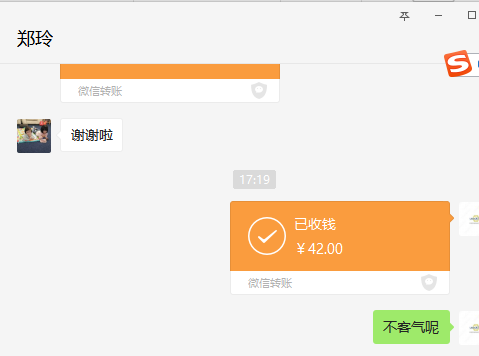 郑玲
微信转账
谢谢啦
17:19
已收钱
￥42.00
微信转账
不客气呢